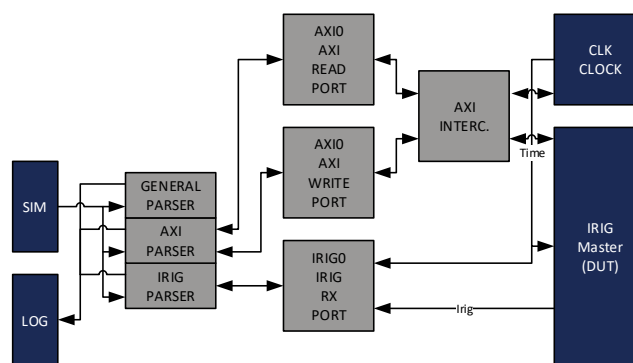 AXI0
AXI
READ
PORT
CLK
CLOCK
AXI
INTERC.
AXI0
AXI
WRITE
PORT
Time
SIM
GENERAL
PARSER
AXI
PARSER
IRIG
PARSER
IRIG0
IRIG
RX
PORT
IRIG
Master
(DUT)
LOG
Irig